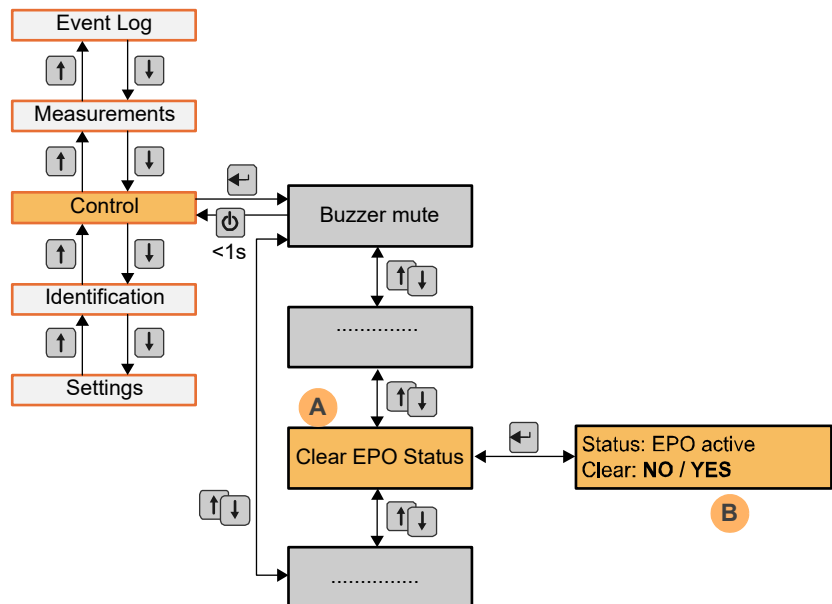 Event Log
Measurements
Control
<1s
Identification
Settings
Buzzer mute
..............
A
Clear EPO Status
Status: EPO active
Clear: NO / YES
B
...............